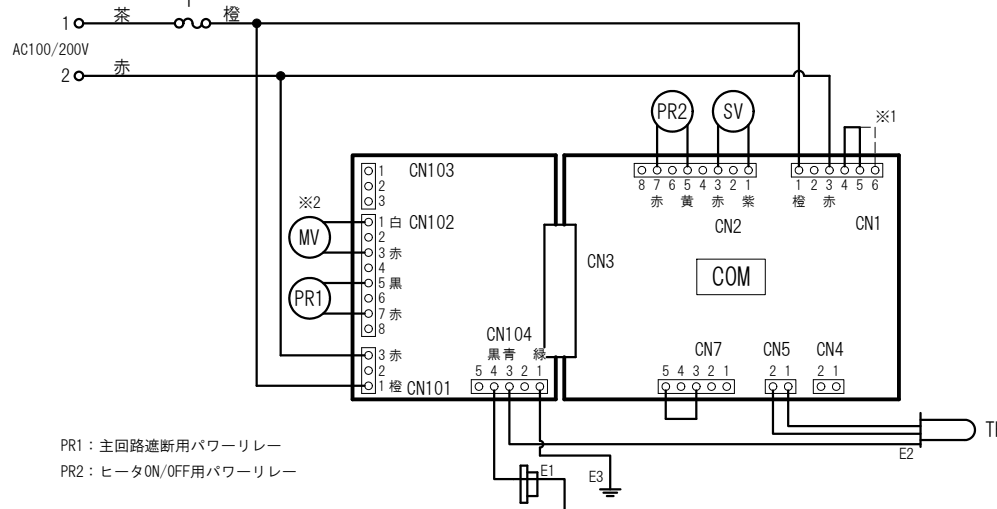 1 茶 橙
AC100/200V
2 赤
PR2 SV ※1
8 7 6 5 4 3 2 1
赤 黄 赤 紫
CN2
1 2 3 4 5 6
橙 赤
CN1
1 CN103
2
3
※2
MV
1 白 CN102
2
3 赤
4
PR1
5 黒
6
7 赤
8
3 赤
2
1 橙 CN101
CN104
黒 青 緑
5 4 3 2 1
CN3
COM
CN7
5 4 3 2 1
CN5
2 1
CN4
2 1
E2
E1
E3
PR1：主回路遮断用パワーリレー
PR2：ヒータON/OFF用パワーリレー